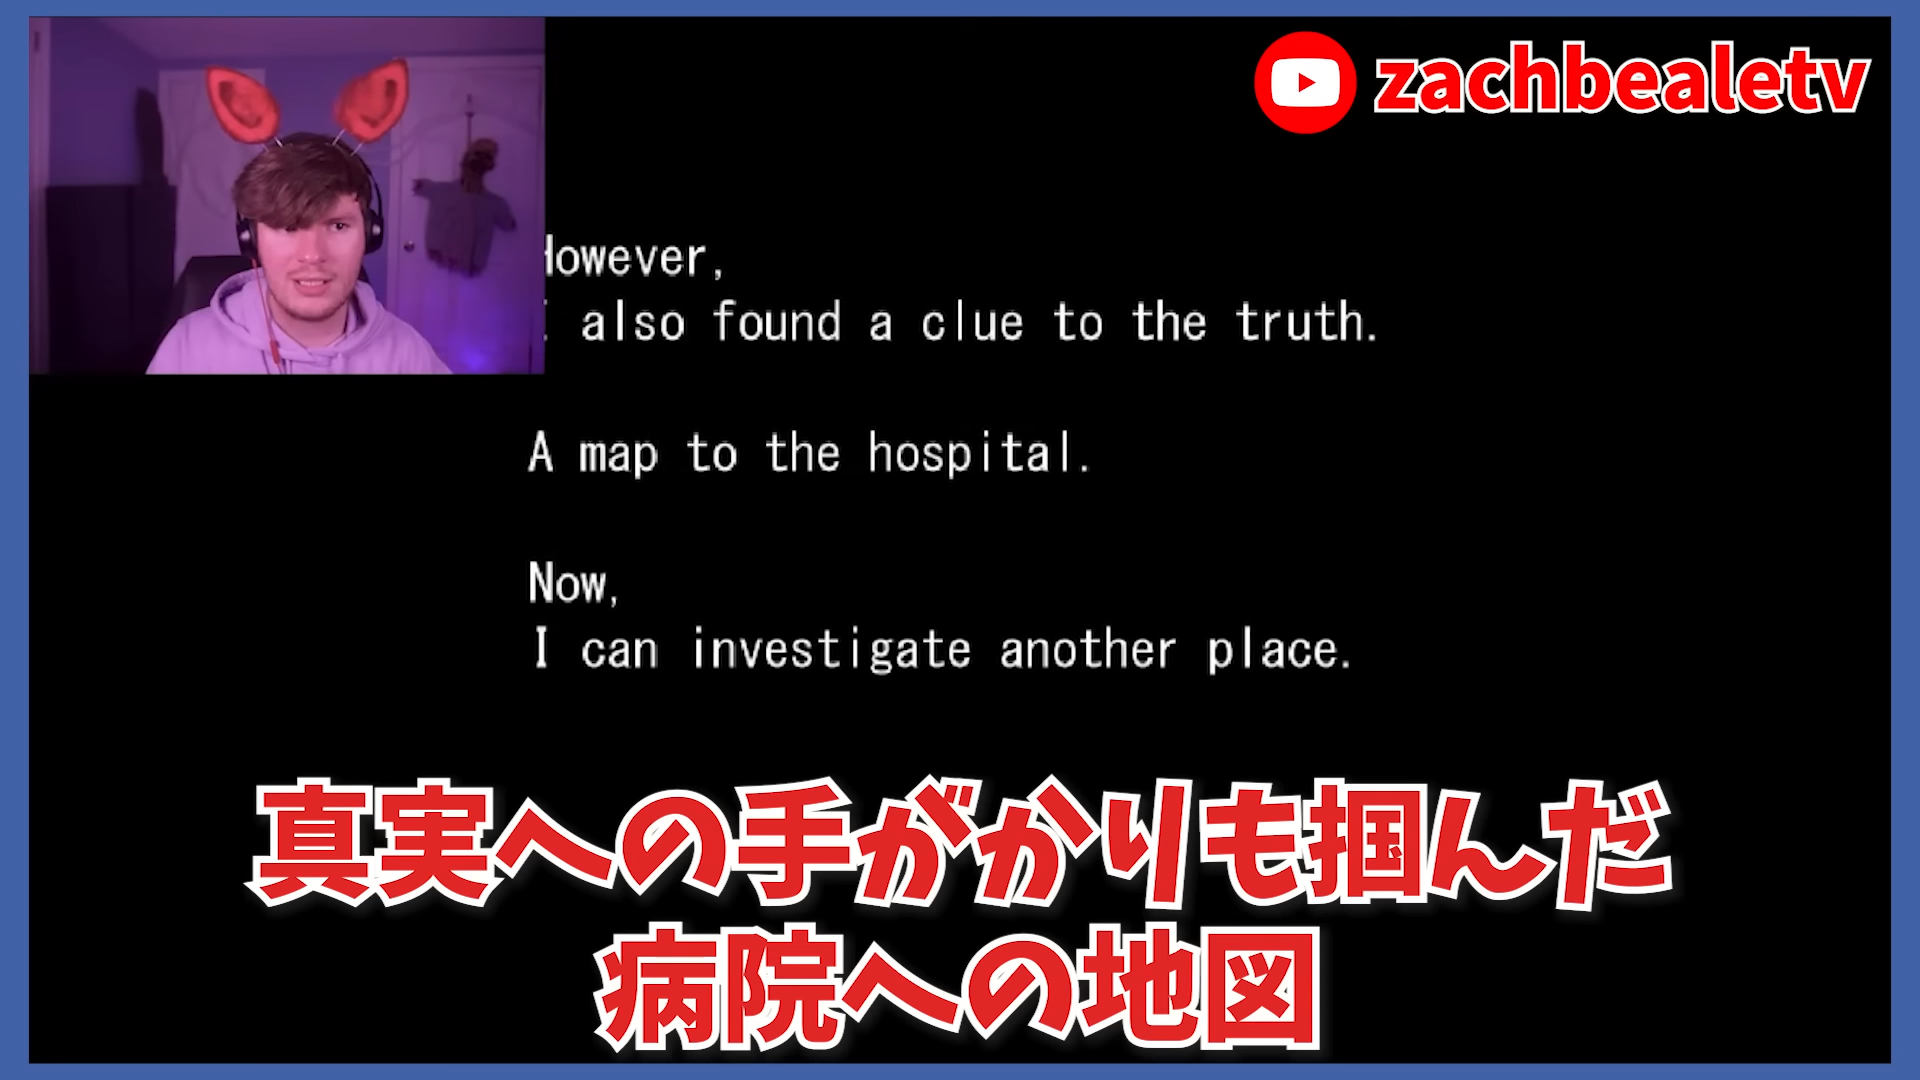 zachbealetv
However,
I also found a clue to the truth.
A map to the hospital.
Now,
I can investigate another place.
真実への手がかりも掴んだ
病院への地図